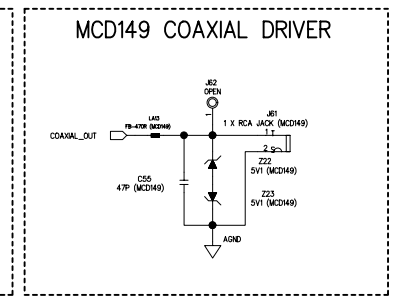 MCD149 COAXIAL DRIVER
J62
OPEN
1
LA13
FB-470R (MCD149)
J61
1 X RCA JACK (MCD149)
COAXIAL_OUT
1
2
Z22
5V1 (MCD149)
C55
47P (MCD149)
Z23
5V1 (MCD149)
AGND